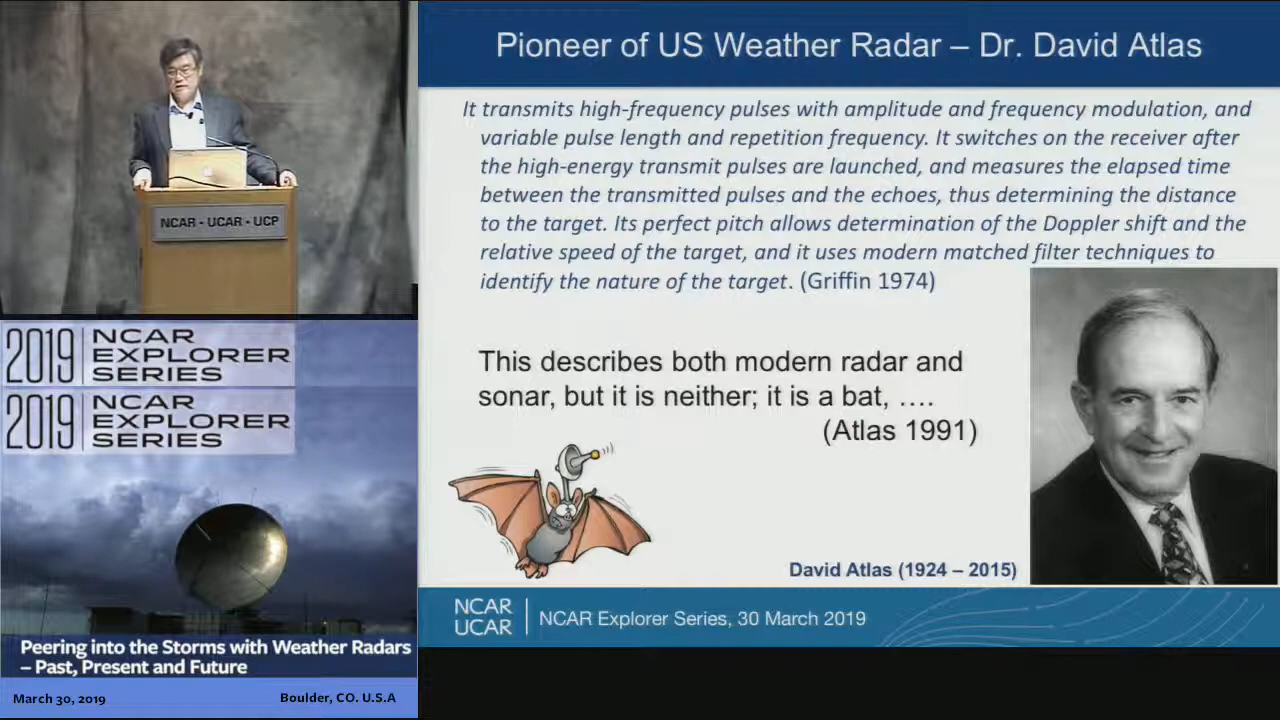 NCAR • UCAR • UCP
2019
NCAR
EXPLORER
SERIES
2019
NCAR
EXPLORER
SERIES
Peering into the Storms with Weather Radars
– Past, Present and Future
March 30, 2019
Boulder, CO. U.S.A
Pioneer of US Weather Radar – Dr. David Atlas
It transmits high-frequency pulses with amplitude and frequency modulation, and
variable pulse length and repetition frequency. It switches on the receiver after
the high-energy transmit pulses are launched, and measures the elapsed time
between the transmitted pulses and the echoes, thus determining the distance
to the target. Its perfect pitch allows determination of the Doppler shift and the
relative speed of the target, and it uses modern matched filter techniques to
identify the nature of the target. (Griffin 1974)
This describes both modern radar and
sonar, but it is neither; it is a bat, ….
(Atlas 1991)
David Atlas (1924 – 2015)
NCAR
UCAR
NCAR Explorer Series, 30 March 2019